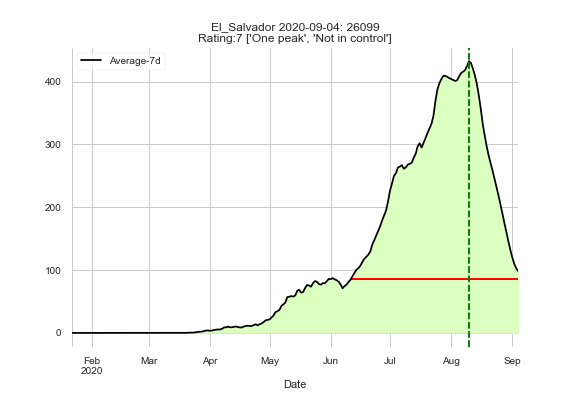 El_Salvador 2020-09-04: 26099
Rating:7 ['One peak', 'Not in control']
Average-7d
400
300
200
100
0
Feb Mar Apr May Jun Jul Aug Sep
2020
Date